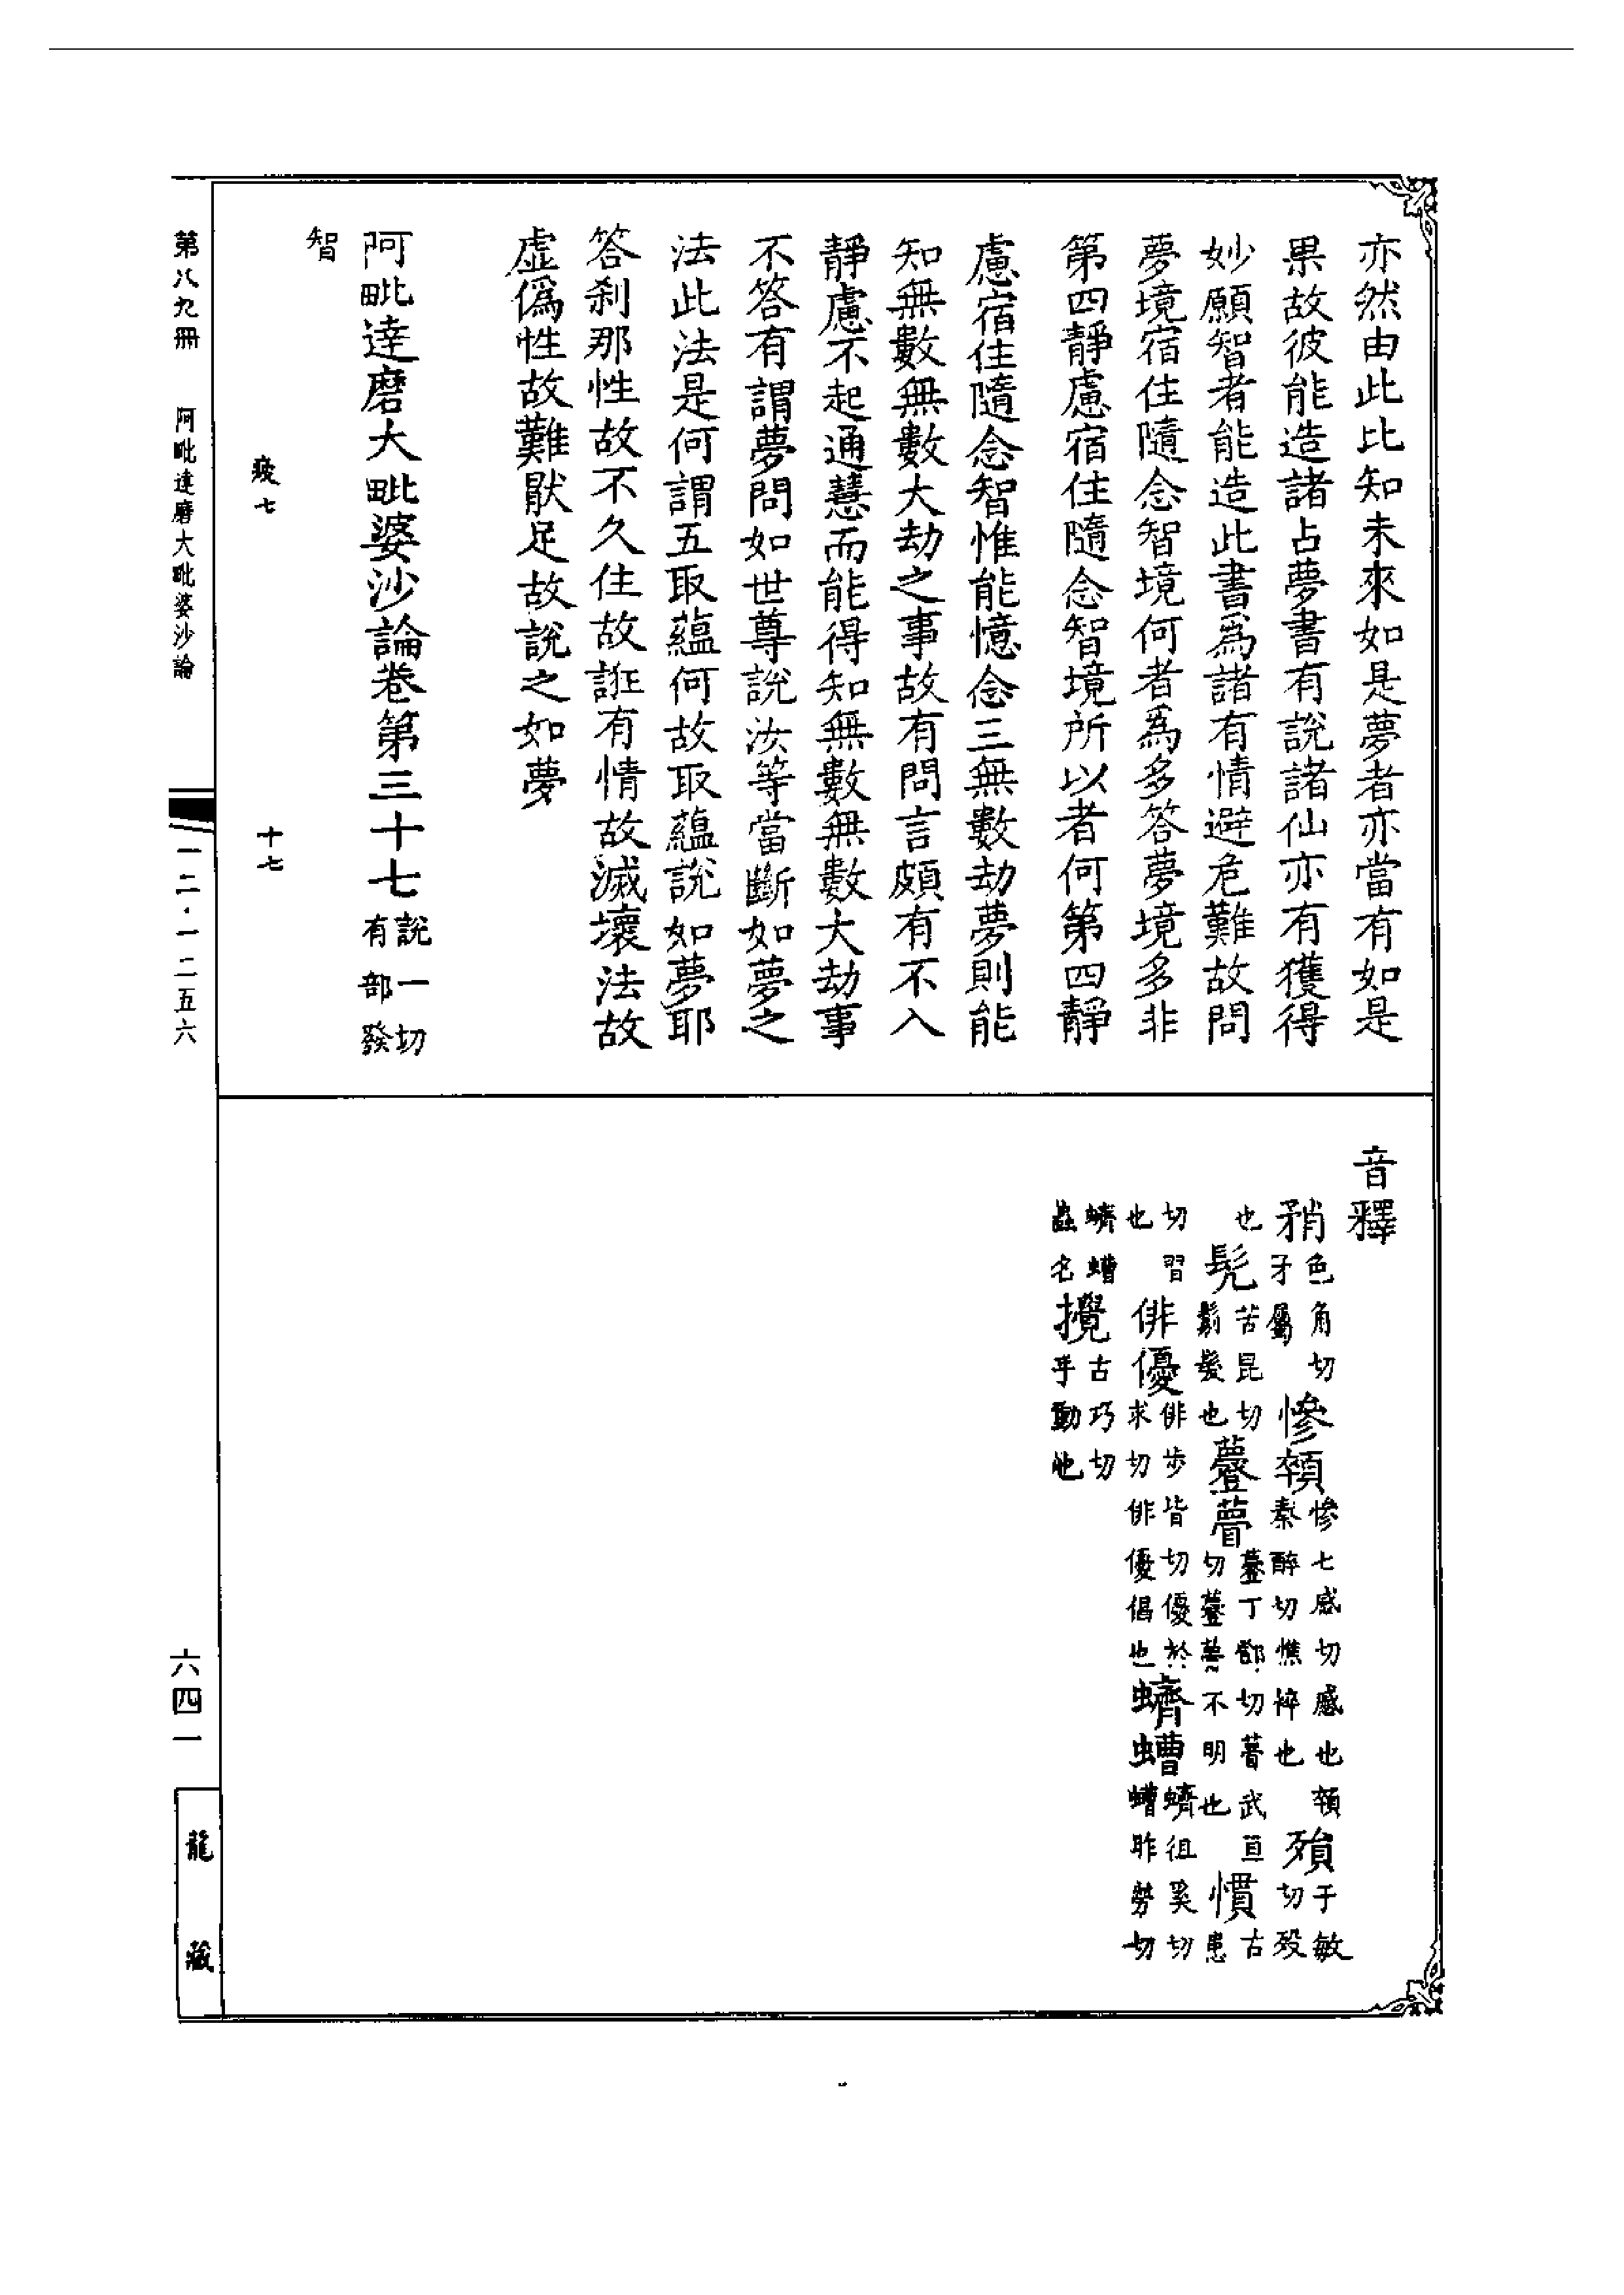 亦然由此比知未來如是夢者亦當有如是
果故彼能造諸占夢書有說諸仙亦有獲得
妙願智者能造此書爲諸有情避危難故問
夢境宿住隨念智境何者爲多答夢境多非
第四靜慮宿住隨念智境所以者何第四靜
慮宿住隨念智惟能憶念三無數劫夢則能
知無數無數大劫之事故有問言頗有不入
靜慮不起通慧而能得知無數無數大劫事
不答有謂夢問如世尊說汝等當斷如夢之
法此法是何謂五取蘊何故取蘊說如夢耶
答刹那性故不久住故誑有情故滅壞法故
虛僞性故難猒足故說之如夢
阿毗達磨大毗婆沙論卷第三十七說一切有部發
智
疲七 十七
音釋
矟色角切矛屬 慘顇慘七感切慼也顇秦醉切憔悴也 殞于敏切歿
也 髡苦昆切鬀髮也 䠬瞢䠬丁鄧切瞢武亘切䠬瞢不明也 慣古患
切習也 俳優俳步皆切優於求切俳優倡也 蠐螬蠐徂奚切螬昨勞切
蠐螬蟲名 攪古巧切手動也
第八九冊 阿毗達磨大毗婆沙論
一二·一二五六
六四一
龍藏